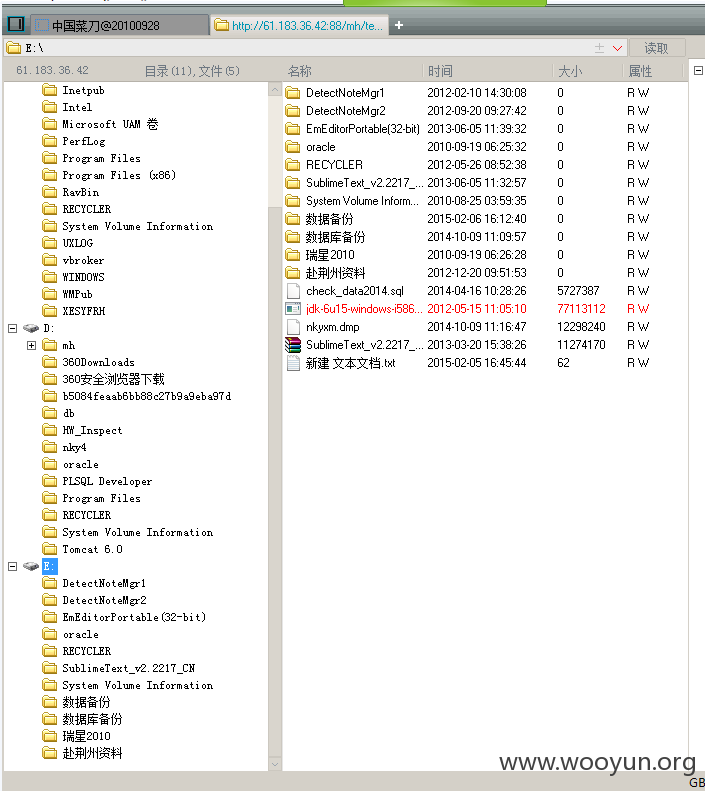 中国菜刀@20100928
http://61.183.36.42:88/mh/te...
+
E:\
读取
61.183.36.42
目录(11),文件(5)
名称 时间 大小 属性
Inetpub
Intel
Microsoft UAM 卷
PerfLog
Program Files
Program Files (x86)
RavBin
RECYCLER
System Volume Information
UXLOG
vbroker
WINDOWS
WMPub
XESYFRH
D:
mh
360Downloads
360安全浏览器下载
b5084feaab6bb88c27b9a9eba97d
db
HW_Inspect
nky4
oracle
PLSQL Developer
Program Files
RECYCLER
System Volume Information
Tomcat 6.0
E:
DetectNoteMgr1
DetectNoteMgr2
EmEditorPortable(32-bit)
oracle
RECYCLER
SublimeText_v2.2217_CN
System Volume Information
数据备份
数据库备份
瑞星2010
赴荆州资料
DetectNoteMgr1 2012-02-10 14:30:08 0 R W
DetectNoteMgr2 2012-09-20 09:27:42 0 R W
EmEditorPortable(32-bit) 2013-06-05 11:39:32 0 R W
oracle 2010-09-19 06:25:32 0 R W
RECYCLER 2012-05-26 08:52:38 0 R W
SublimeText_v2.2217_... 2013-06-05 11:32:57 0 R W
System Volume Inform... 2010-08-25 03:59:35 0 R W
数据备份 2015-02-06 16:12:40 0 R W
数据库备份 2014-10-09 11:09:57 0 R W
瑞星2010 2010-09-19 06:26:28 0 R W
赴荆州资料 2012-12-20 09:51:53 0 R W
check_data2014.sql 2014-04-16 10:28:26 5727387 R W
jdk-6u15-windows-i586... 2012-05-15 11:05:10 77113112 R W
nkyxm.dmp 2014-10-09 11:16:47 12298240 R W
SublimeText_v2.2217_... 2013-03-20 15:38:26 11274170 R W
新建 文本文档.txt 2015-02-05 16:45:44 62 R W
www.wooyun.org
GB